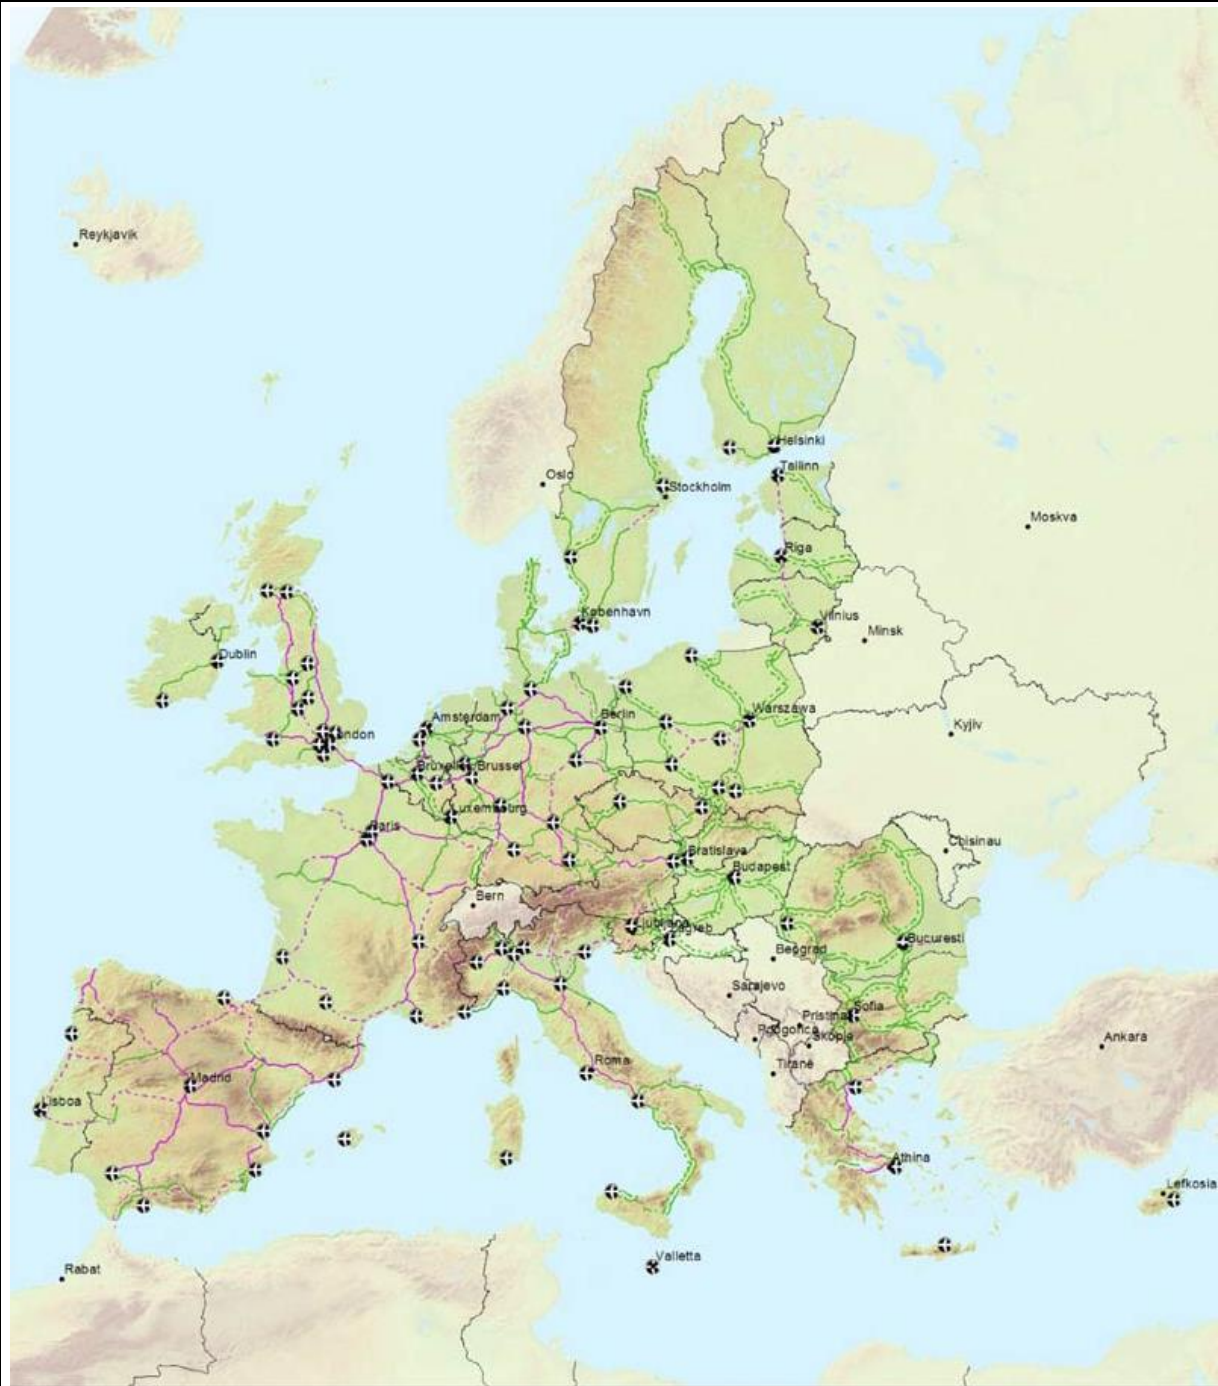 Reykjavik
Helsinki
Tallinn
Oslo
Stockholm
Moskva
Riga
København
Vilnius
Minsk
Dublin
Amsterdam
Berlin
Warszawa
London
Kyjiv
Brussel
Luxembourg
Paris
Bratislava
Chisinau
Budapest
Bern
Ljubljana
Zagreb
Bucuresti
Beograd
Sarajevo
Sofia
Pristina
Podgorica
Skopje
Ankara
Roma
Tiranë
Madrid
Lisboa
Athina
Lefkosia
Valletta
Rabat